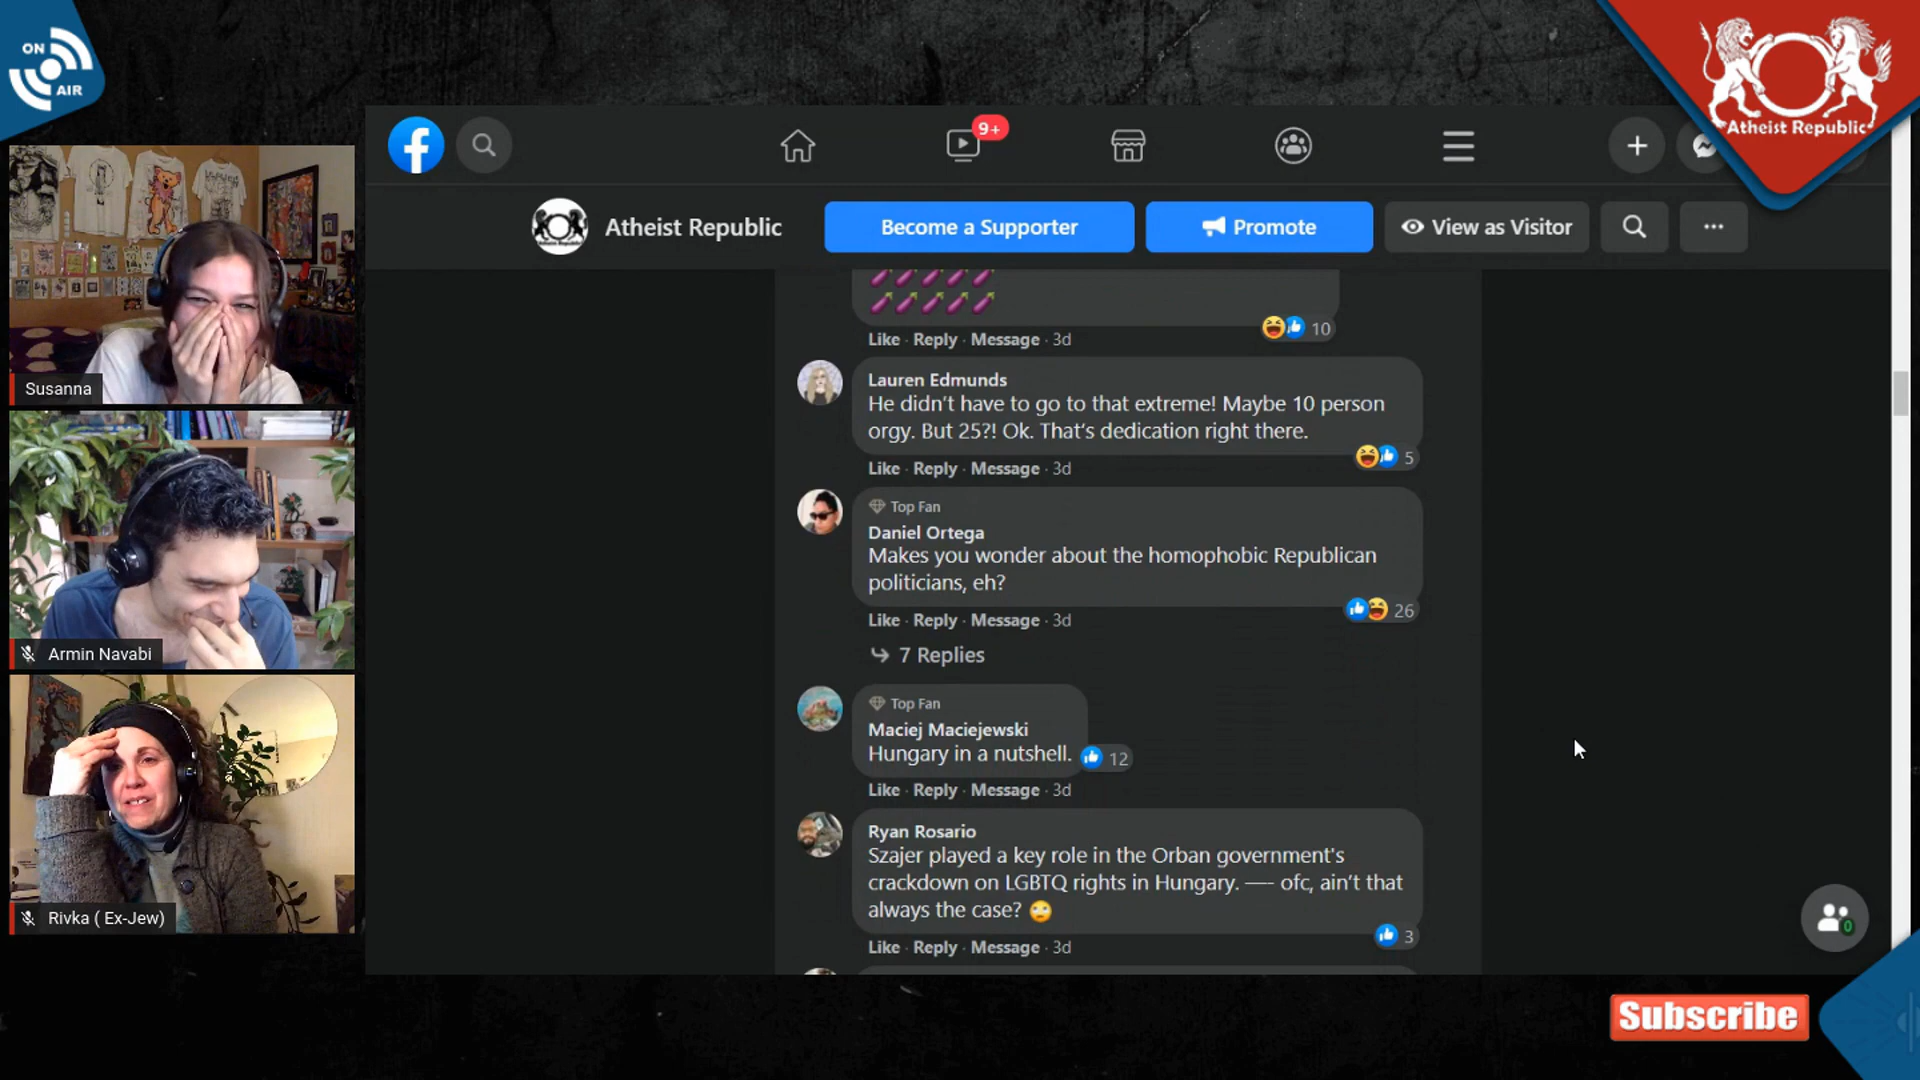 ON
AIR
Atheist Republic
9+
Atheist Republic
Become a Supporter
Promote
View as Visitor
...
10
Like · Reply · Message · 3d
Lauren Edmunds
He didn't have to go to that extreme! Maybe 10 person
orgy. But 25?! Ok. That's dedication right there.
5
Like · Reply · Message · 3d
Top Fan
Daniel Ortega
Makes you wonder about the homophobic Republican
politicians, eh?
26
Like · Reply · Message · 3d
7 Replies
Top Fan
Maciej Maciejewski
Hungary in a nutshell.
12
Like · Reply · Message · 3d
Ryan Rosario
Szajer played a key role in the Orban government's
crackdown on LGBTQ rights in Hungary. —- ofc, ain't that
always the case? 🙄
3
Like · Reply · Message · 3d
Susanna
Armin Navabi
Rivka ( Ex-Jew)
0
Subscribe